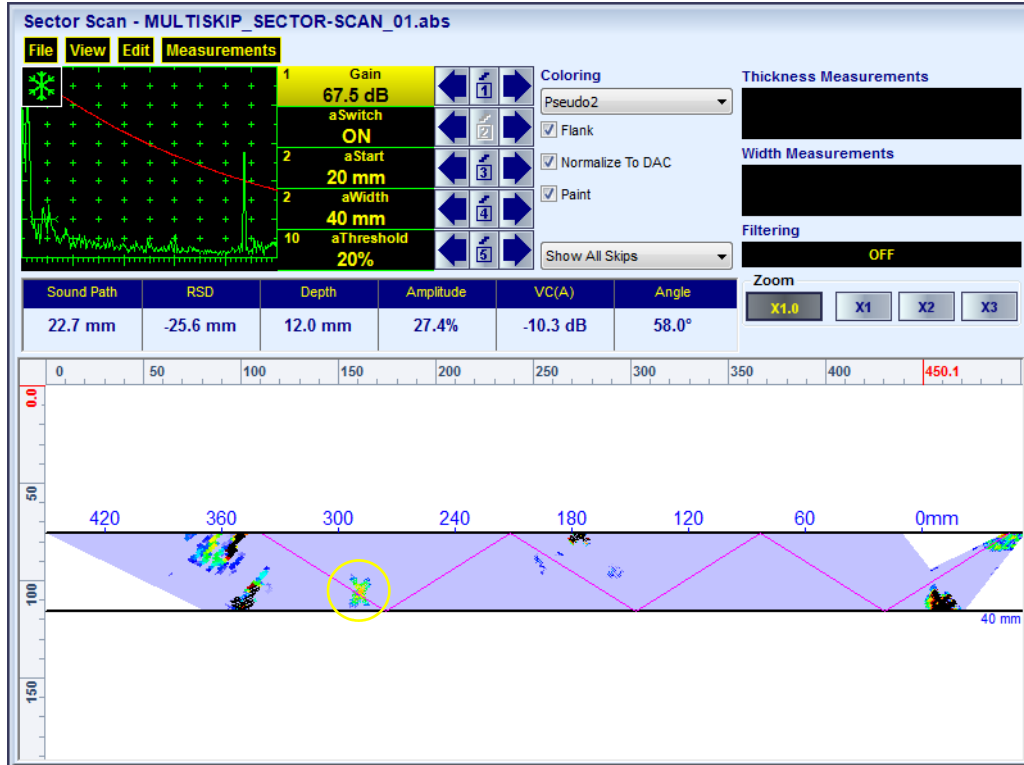 Sector Scan - MULTISKIP_SECTOR-SCAN_01.abs
File View Edit Measurements
1 Gain
67.5 dB
1
aSwitch
ON
2
2 aStart
20 mm
3
2 aWidth
40 mm
4
10 aThreshold
20%
5
Coloring
Pseudo2
Flank
Normalize To DAC
Paint
Show All Skips
Thickness Measurements
Width Measurements
Filtering
OFF
Zoom
X1.0 X1 X2 X3
Sound Path RSD Depth Amplitude VC(A) Angle
22.7 mm -25.6 mm 12.0 mm 27.4% -10.3 dB 58.0°
0 50 100 150 200 250 300 350 400 450.1
0.0
50
100
150
420 360 300 240 180 120 60 0mm
40 mm